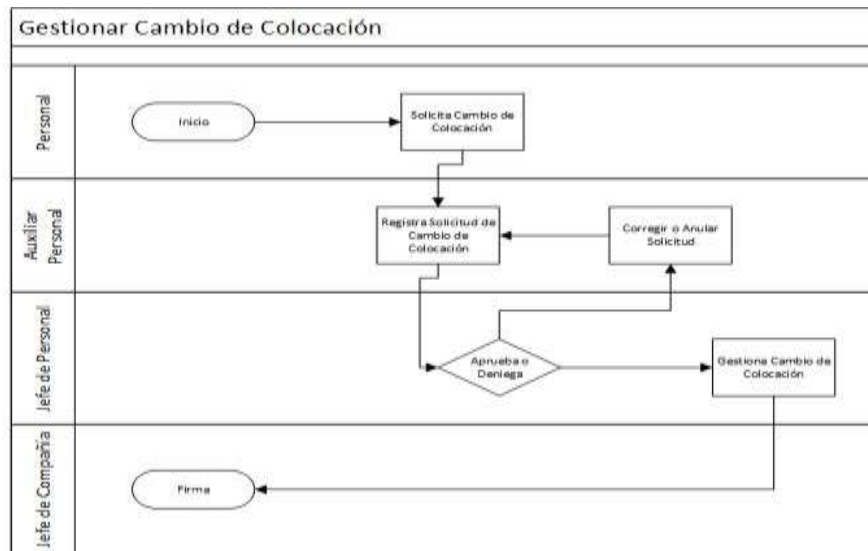 Gestionar Cambio de Colocación
Personal
Inicio
Solicita Cambio de
Colocación
Auxiliar
Personal
Registra Solicitud de
Cambio de
Colocación
Corregir o Anular
Solicitud
Jefe de Personal
Aprueba o
Deniega
Gestiona Cambio de
Colocación
Jefe de Compañía
Firma